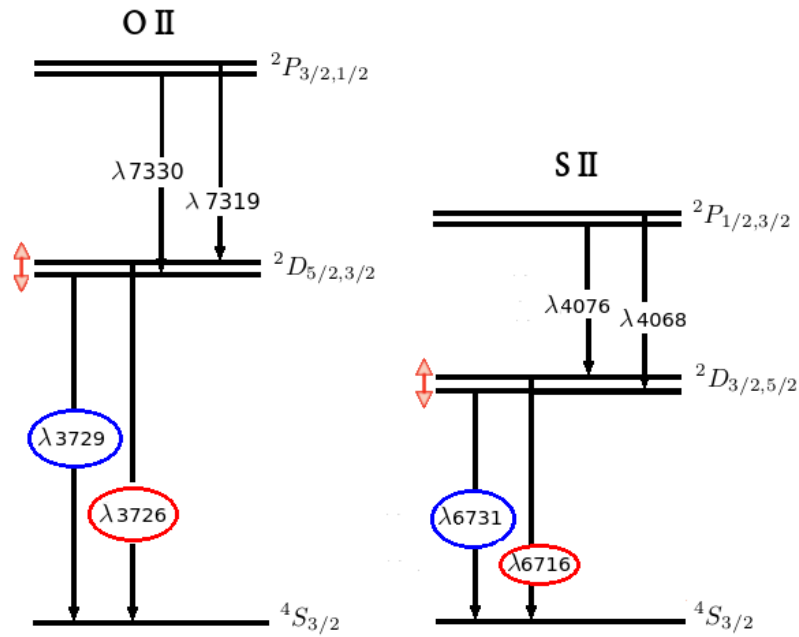 O II
²P₃/₂,₁/₂
λ7330
λ 7319
²D₅/₂,₃/₂
λ3729
λ3726
⁴S₃/₂
S II
²P₁/₂,₃/₂
λ4076
λ4068
²D₃/₂,₅/₂
λ6731
λ6716
⁴S₃/₂